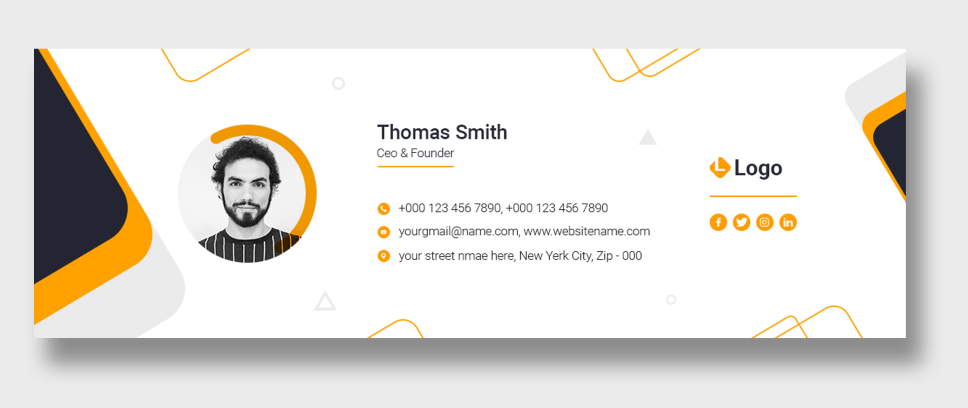 Thomas Smith
Ceo & Founder
+000 123 456 7890, +000 123 456 7890
yourgmail@name.com, www.websitename.com
your street nmae here, New Yerk City, Zip - 000
Logo